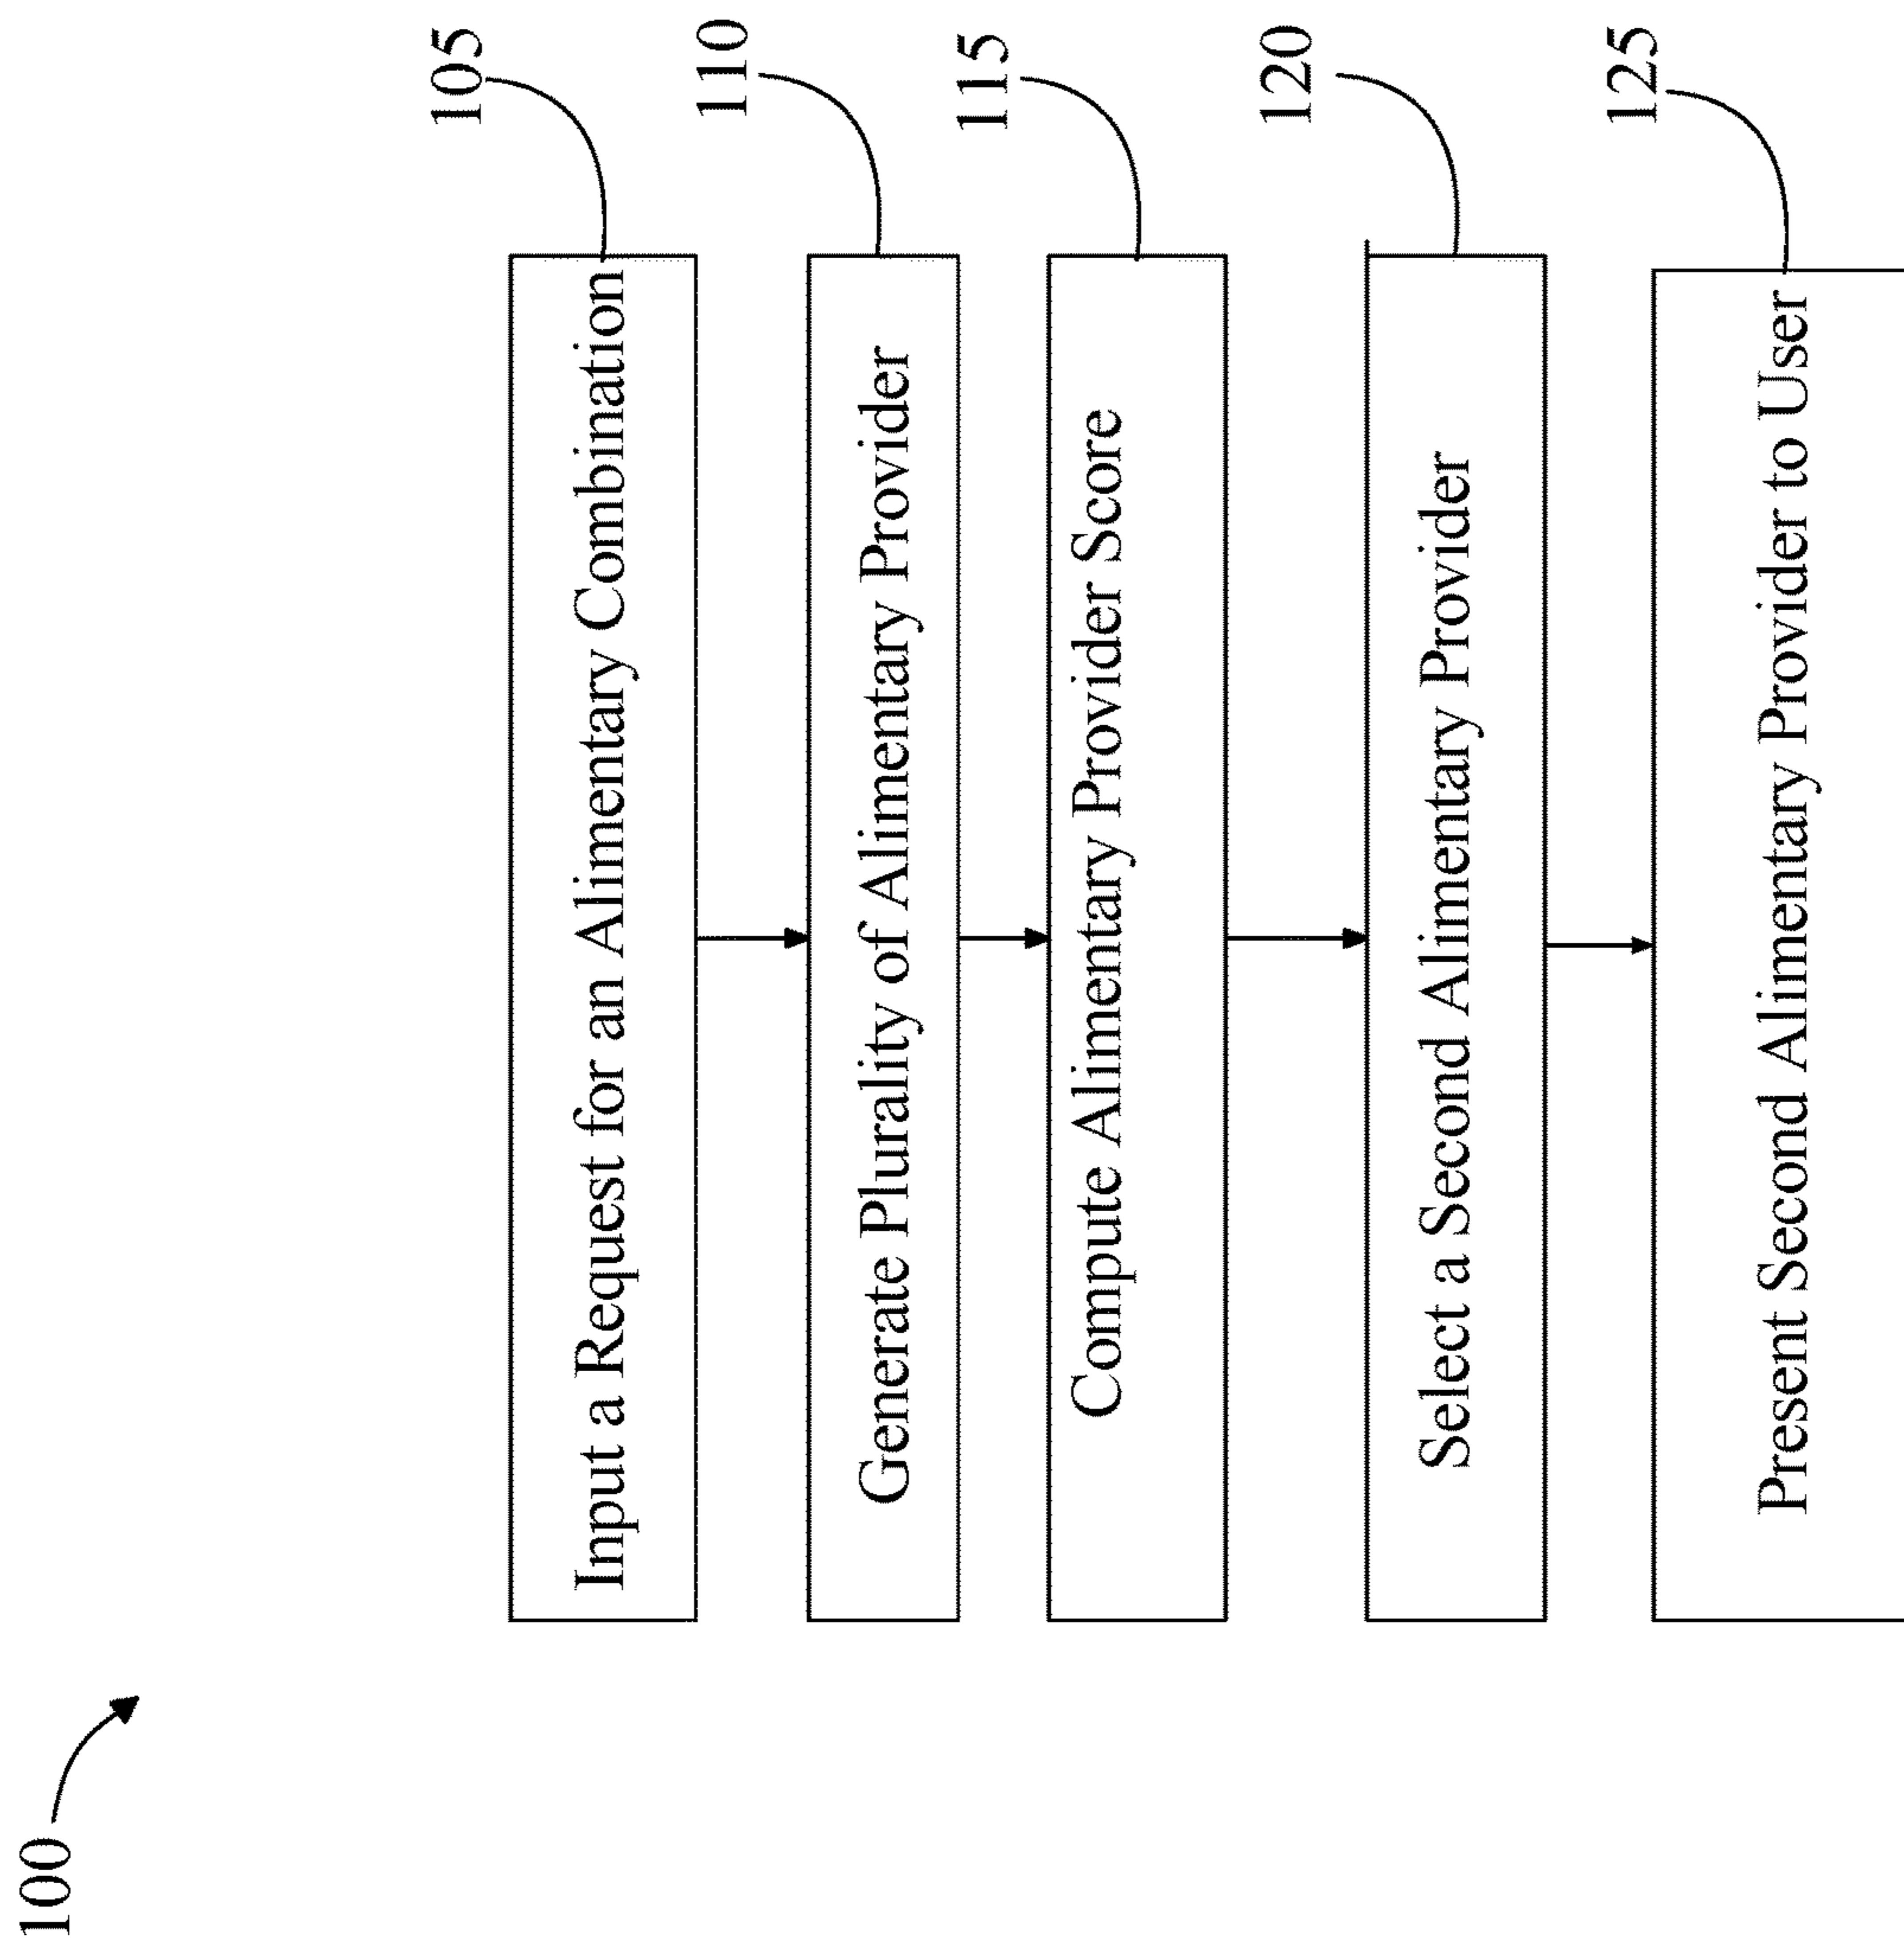 100
105
Input a Request for an Alimentary Combination
110
Generate Plurality of Alimentary Provider
115
Compute Alimentary Provider Score
120
Select a Second Alimentary Provider
125
Present Second Alimentary Provider to User